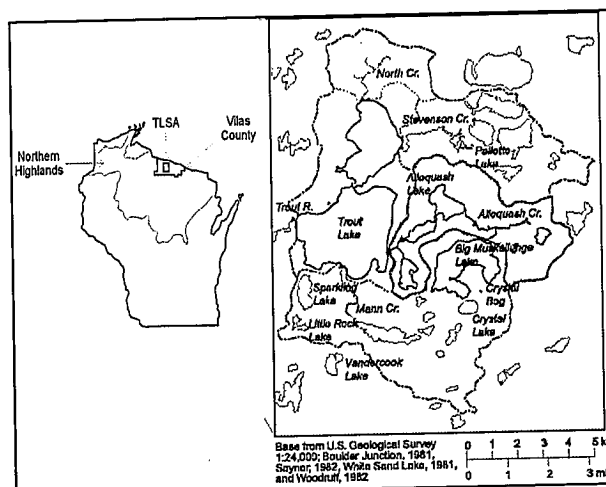 TLSA
Vilas
County
Northern
Highlands
North Cr.
Stevenson Cr.
Pallette
Lake
Allequash
Lake
Allequash Cr.
Trout R.
Trout
Lake
Big Muskellunge
Lake
Crystal
Bog
Crystal
Lake
Sparkling
Lake
Mann Cr.
Little Rock
Lake
Vandercook
Lake
Base from U.S. Geological Survey
1:24,000; Boulder Junction, 1981,
Saynor, 1982, White Sand Lake, 1981,
and Woodruff, 1982
0 1 2 3 4 5 k
0 1 2 3 mi